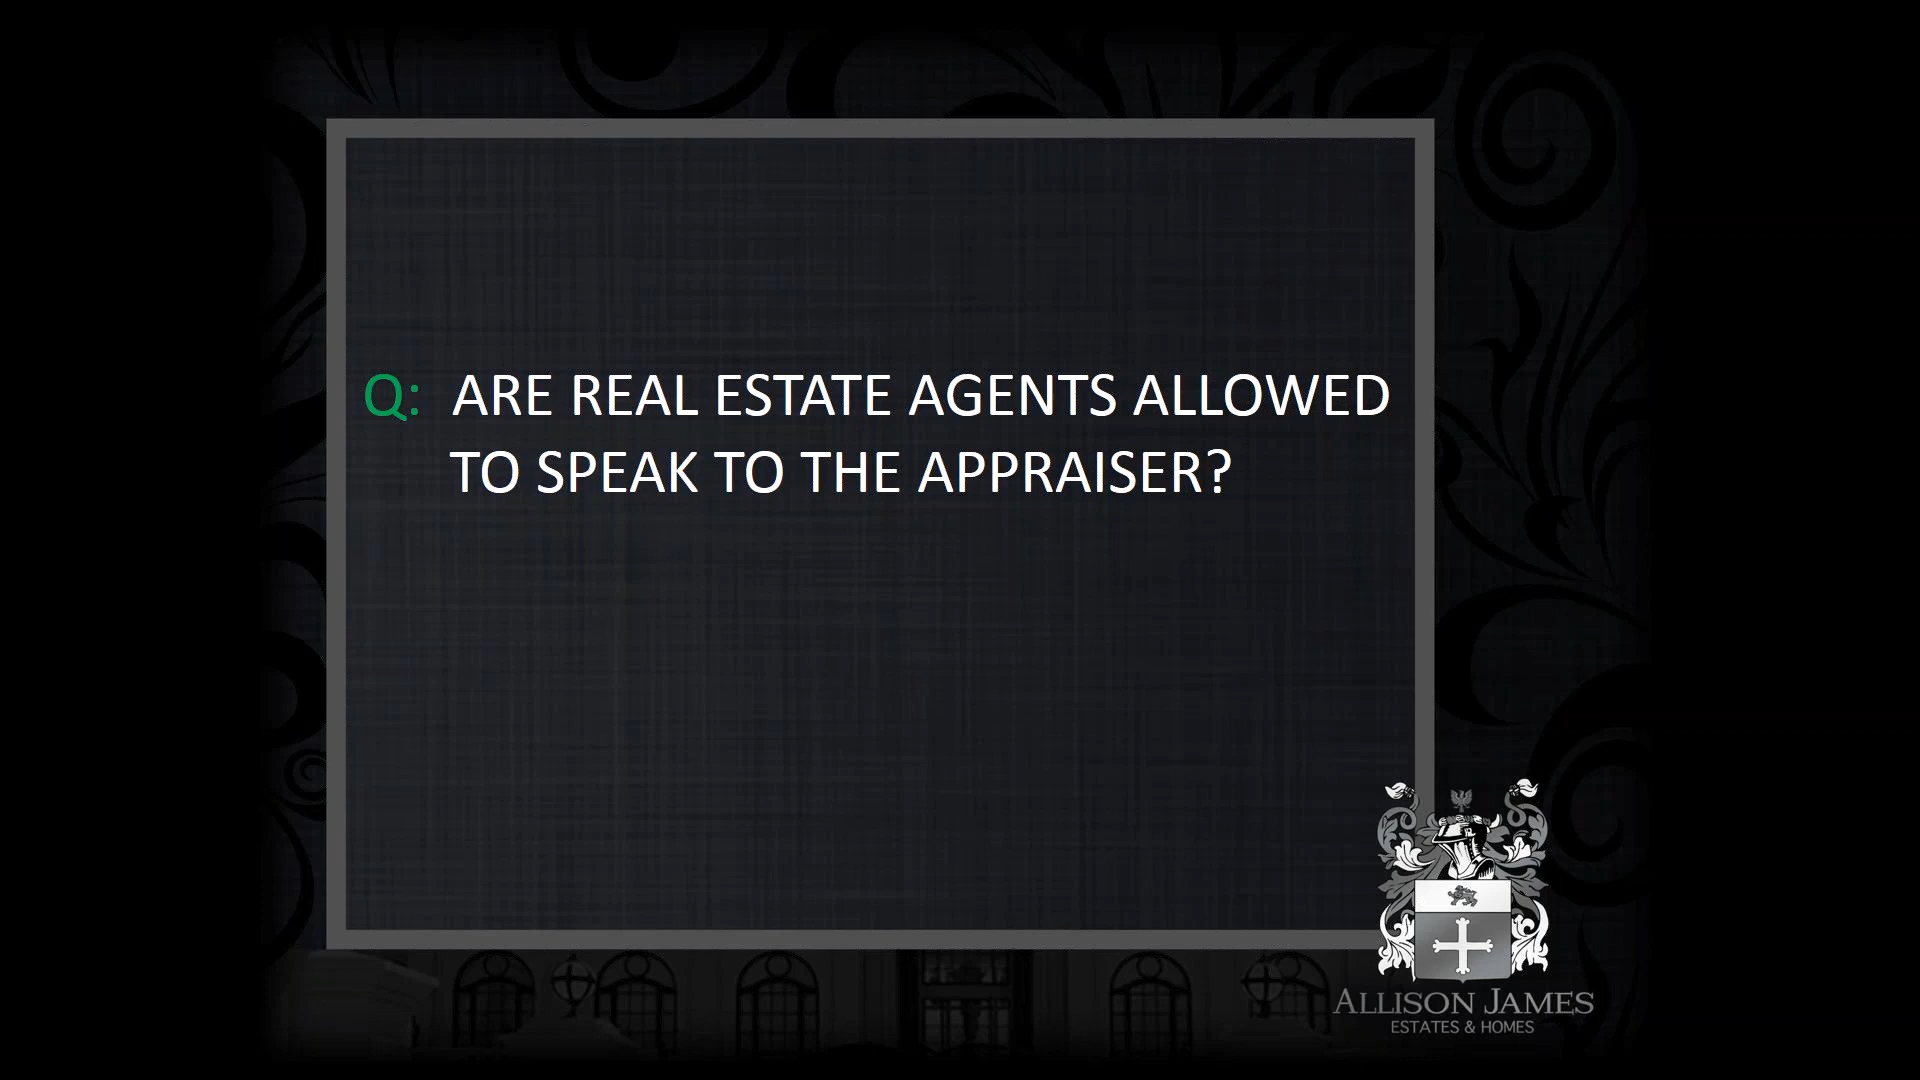 Q: ARE REAL ESTATE AGENTS ALLOWED
TO SPEAK TO THE APPRAISER?
ALLISON JAMES
ESTATES & HOMES